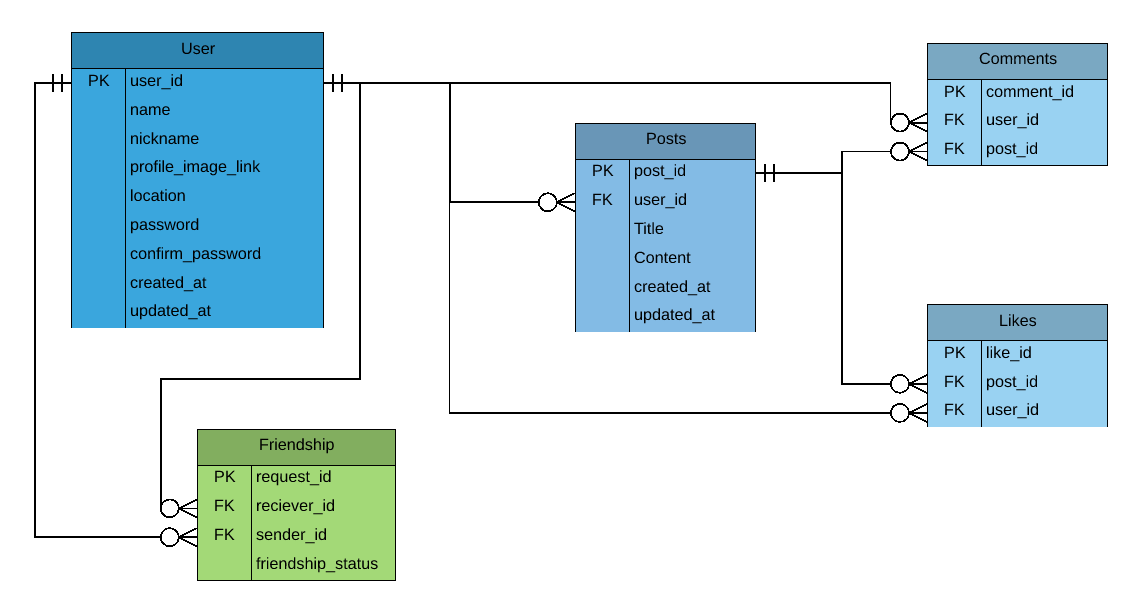 User
PK user_id
name
nickname
profile_image_link
location
password
confirm_password
created_at
updated_at
Posts
PK post_id
FK user_id
Title
Content
created_at
updated_at
Comments
PK comment_id
FK user_id
FK post_id
Likes
PK like_id
FK post_id
FK user_id
Friendship
PK request_id
FK reciever_id
FK sender_id
friendship_status